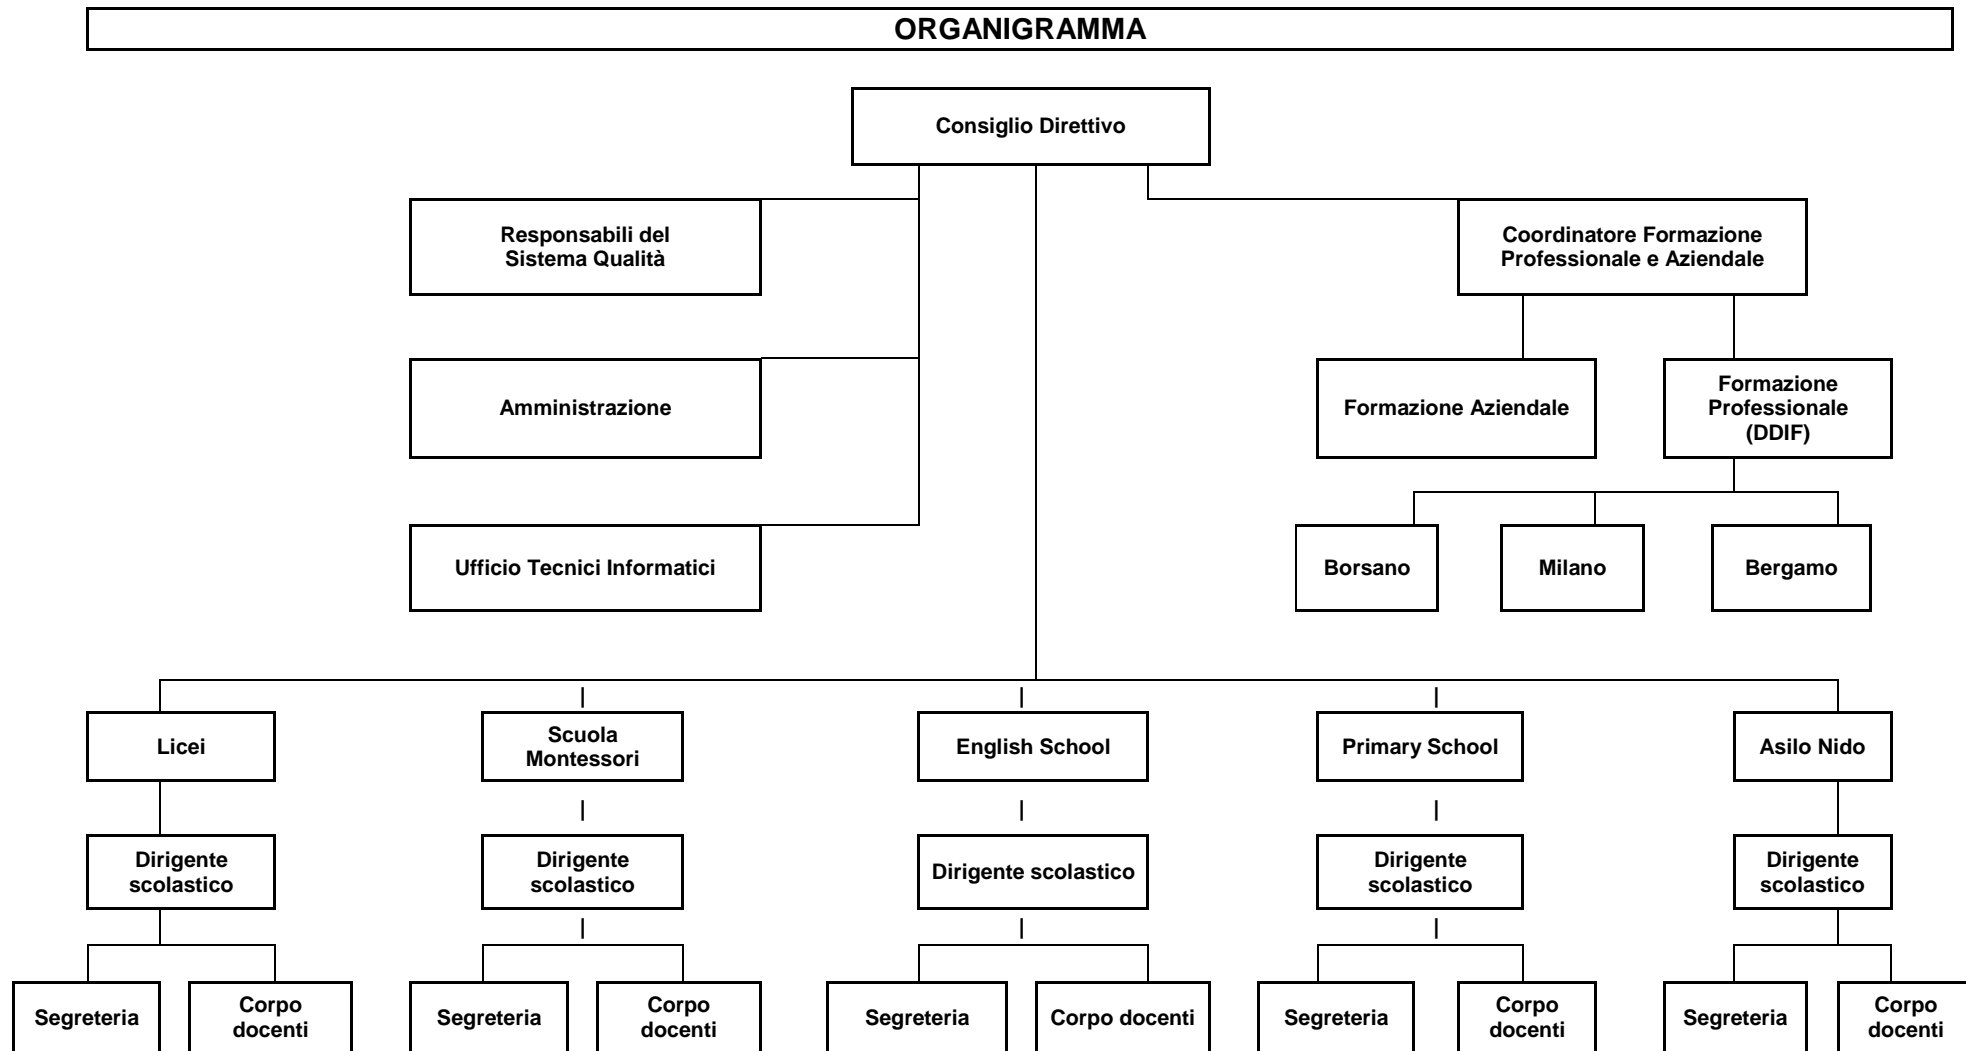 ORGANIGRAMMA
Consiglio Direttivo
Responsabili del
Sistema Qualità
Coordinatore Formazione
Professionale e Aziendale
Amministrazione
Formazione Aziendale
Formazione
Professionale
(DDIF)
Ufficio Tecnici Informatici
Borsano
Milano
Bergamo
Licei
Scuola
Montessori
English School
Primary School
Asilo Nido
Dirigente
scolastico
Dirigente
scolastico
Dirigente scolastico
Dirigente
scolastico
Dirigente
scolastico
Segreteria
Corpo
docenti
Segreteria
Corpo
docenti
Segreteria
Corpo docenti
Segreteria
Corpo
docenti
Segreteria
Corpo
docenti